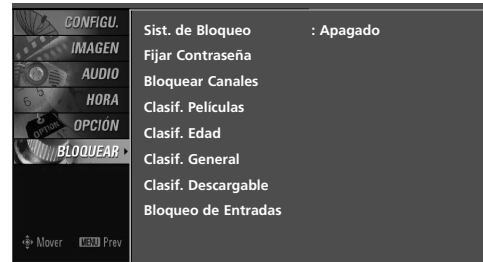 CONFIGU.
IMAGEN
AUDIO
HORA
OPCIÓN
BLOQUEAR
Mover MENU Prev
Sist. de Bloqueo : Apagado
Fijar Contraseña
Bloquear Canales
Clasif. Películas
Clasif. Edad
Clasif. General
Clasif. Descargable
Bloqueo de Entradas